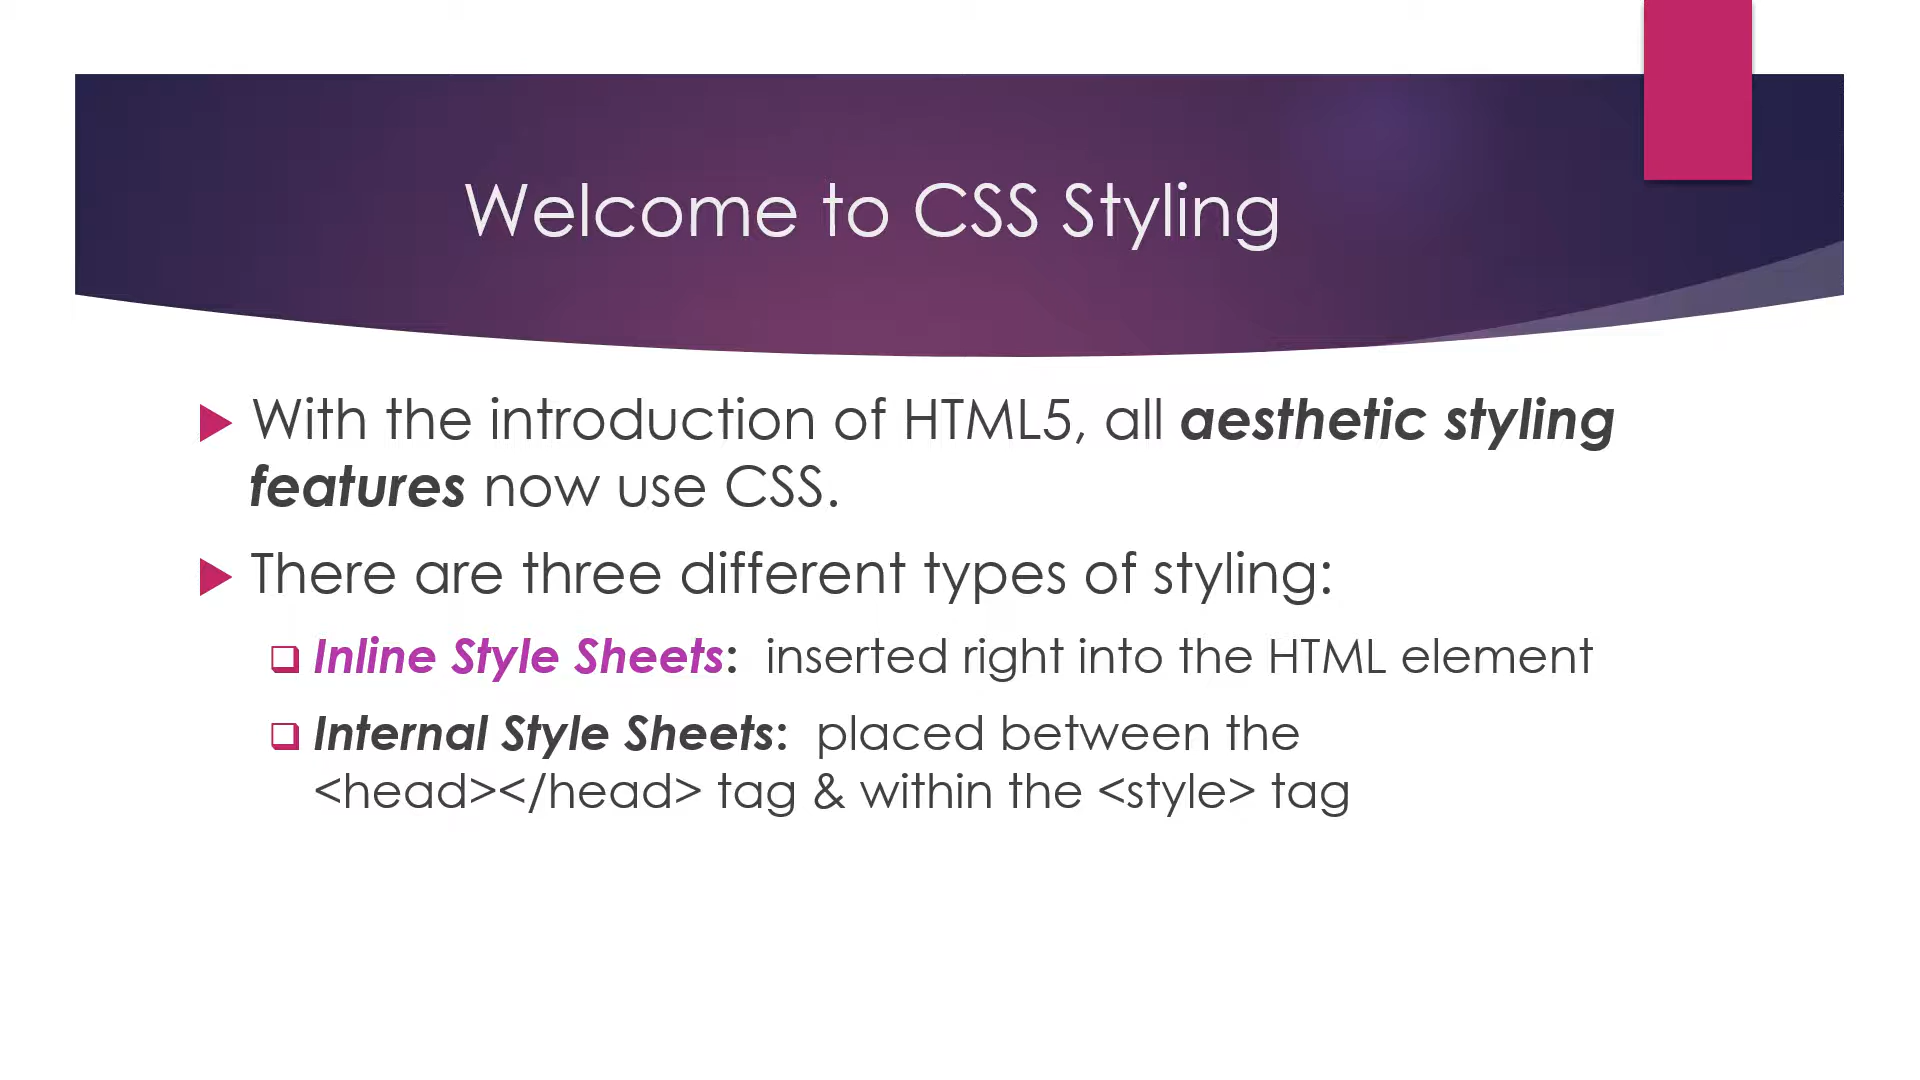 Welcome to CSS Styling
With the introduction of HTML5, all aesthetic styling
features now use CSS.
There are three different types of styling:
Inline Style Sheets: inserted right into the HTML element
Internal Style Sheets: placed between the
<head></head> tag & within the <style> tag